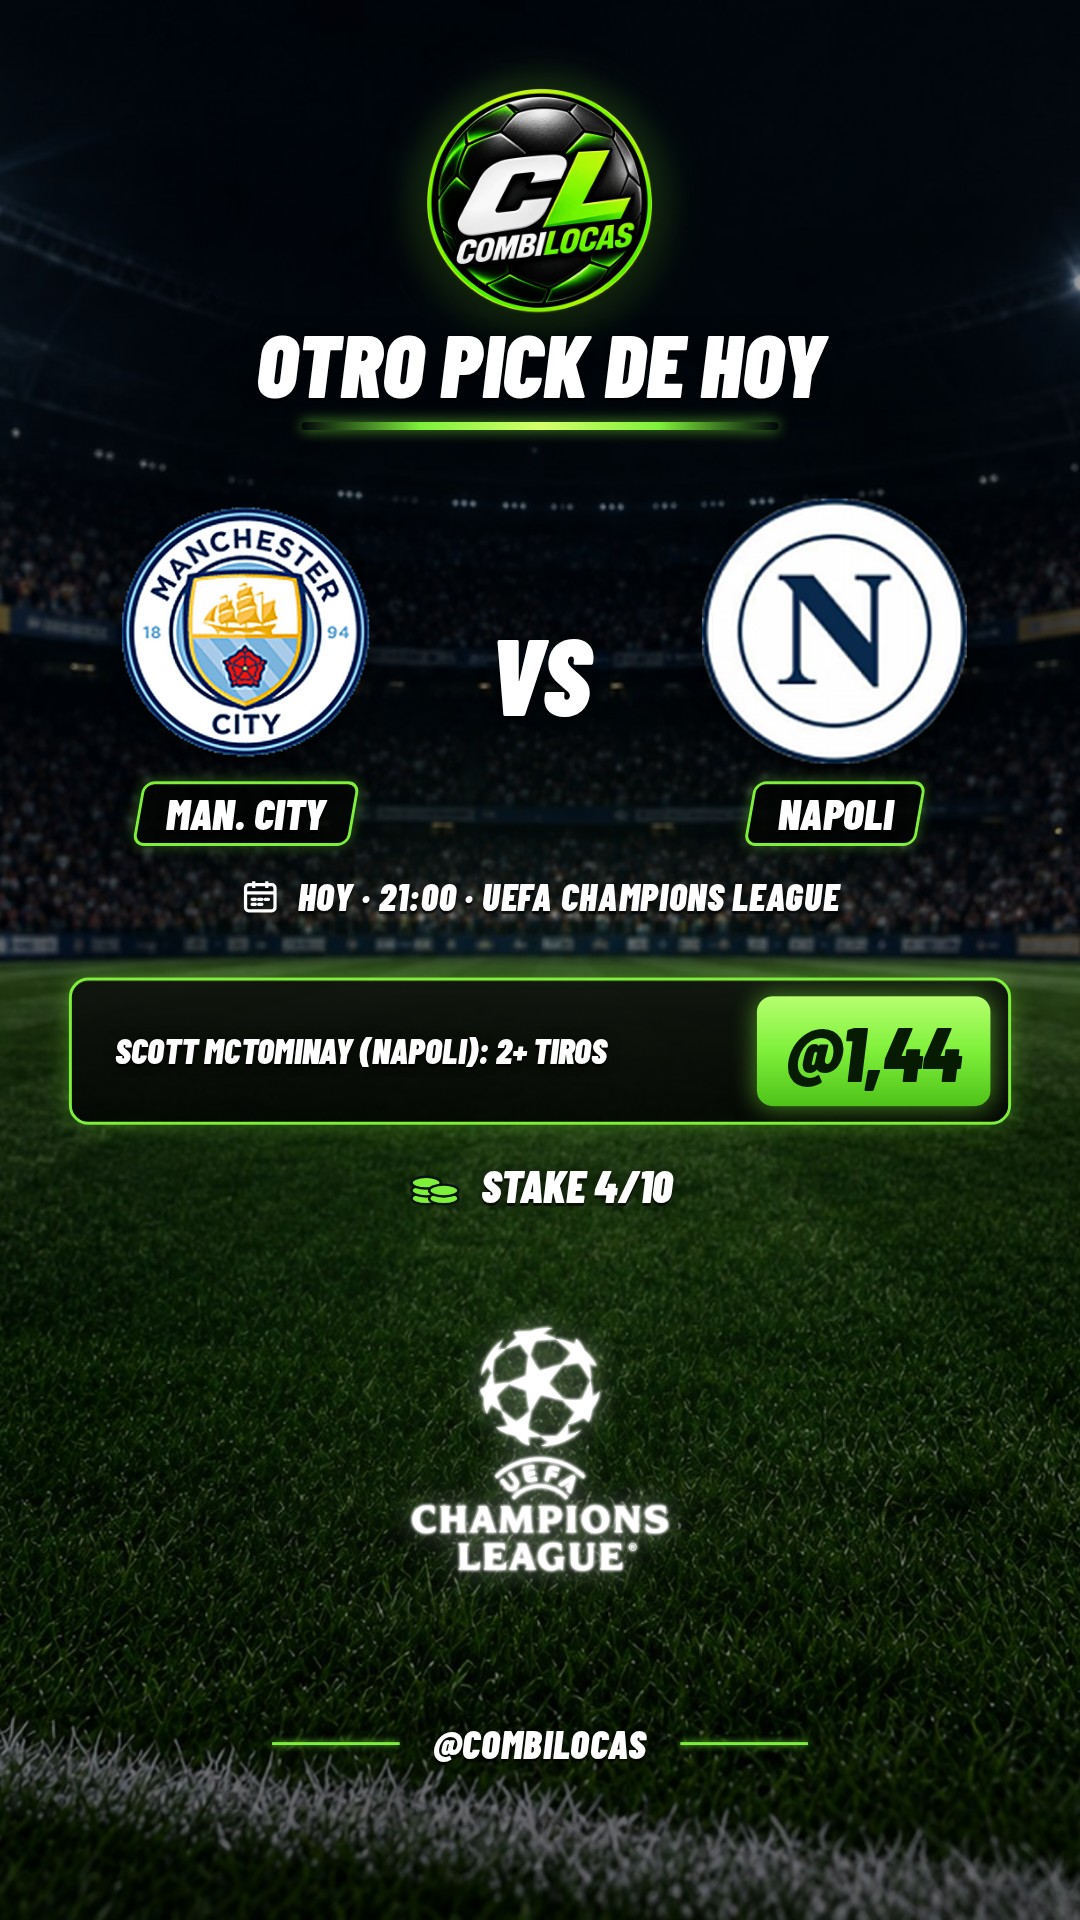 CL
COMBILOCAS
OTRO PICK DE HOY
MANCHESTER
18 94
CITY
N
VS
MAN. CITY
NAPOLI
HOY · 21:00 · UEFA CHAMPIONS LEAGUE
SCOTT MCTOMINAY (NAPOLI): 2+ TIROS
@1,44
STAKE 4/10
UEFA
CHAMPIONS
LEAGUE®
@COMBILOCAS